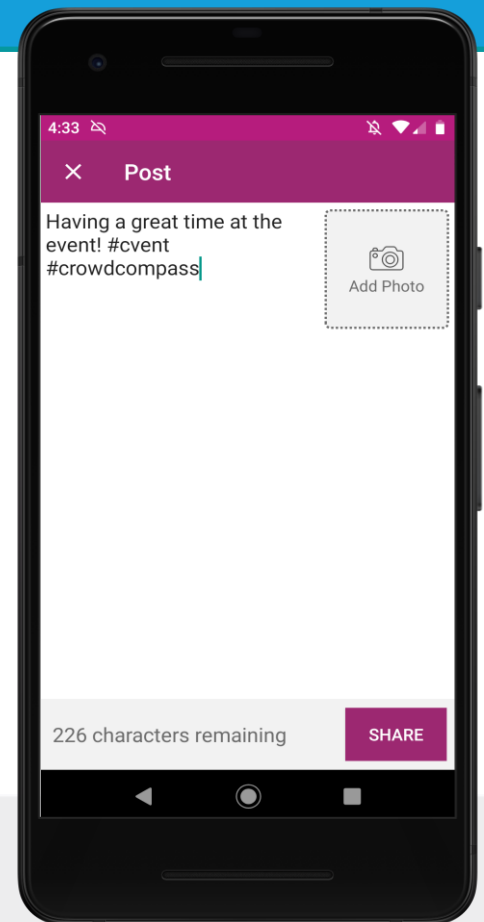 4:33
Post
Having a great time at the
event! #cvent
#crowdcompass
Add Photo
226 characters remaining
SHARE